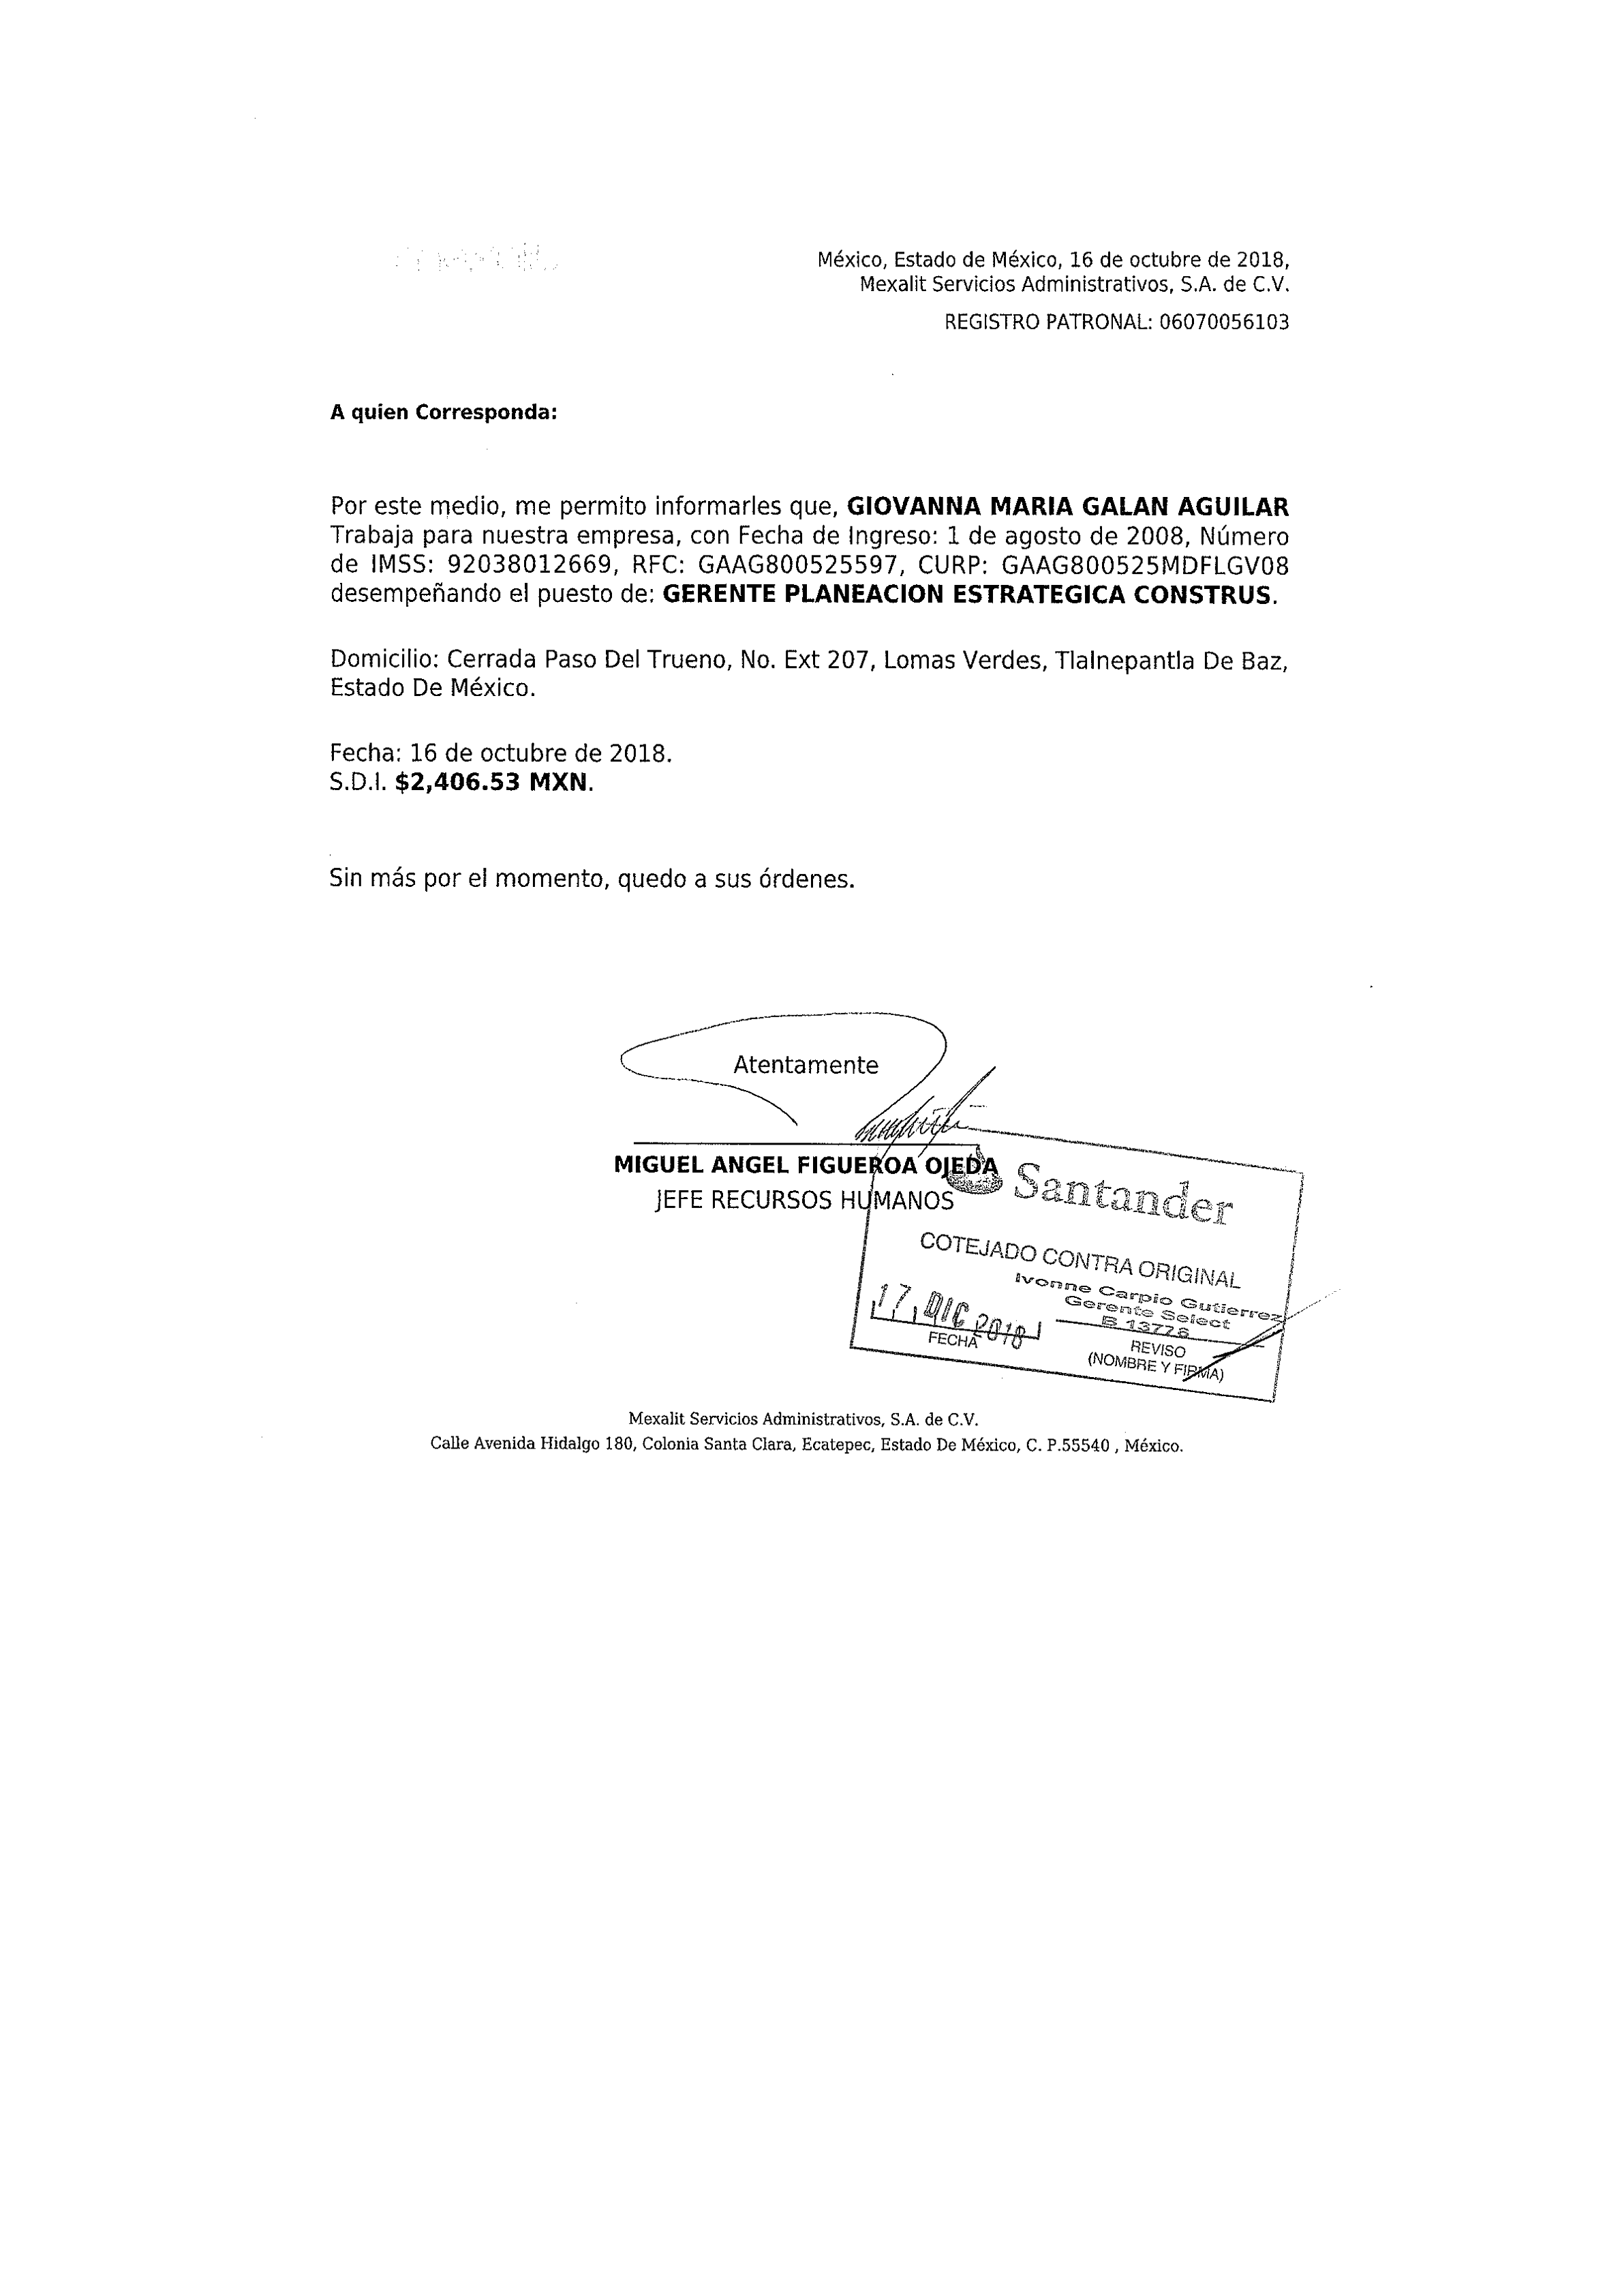 México, Estado de México, 16 de octubre de 2018,
Mexalit Servicios Administrativos, S.A. de C.V.
REGISTRO PATRONAL: 06070056103
A quien Corresponda:
Por este medio, me permito informarles que, GIOVANNA MARIA GALAN AGUILAR
Trabaja para nuestra empresa, con Fecha de Ingreso: 1 de agosto de 2008, Número
de IMSS: 92038012669, RFC: GAAG800525597, CURP: GAAG800525MDFLGV08
desempeñando el puesto de: GERENTE PLANEACION ESTRATEGICA CONSTRUS.
Domicilio: Cerrada Paso Del Trueno, No. Ext 207, Lomas Verdes, Tlalnepantla De Baz,
Estado De México.
Fecha: 16 de octubre de 2018.
S.D.I. $2,406.53 MXN.
Sin más por el momento, quedo a sus órdenes.
Atentamente
MIGUEL ANGEL FIGUEROA OJEDA
JEFE RECURSOS HUMANOS
Santander
COTEJADO CONTRA ORIGINAL
Ivonne Carpio Gutierrez
Gerente Select
B 13778
17 DIC 2018
FECHA
REVISO
(NOMBRE Y FIRMA)
Mexalit Servicios Administrativos, S.A. de C.V.
Calle Avenida Hidalgo 180, Colonia Santa Clara, Ecatepec, Estado De México, C. P.55540 , México.